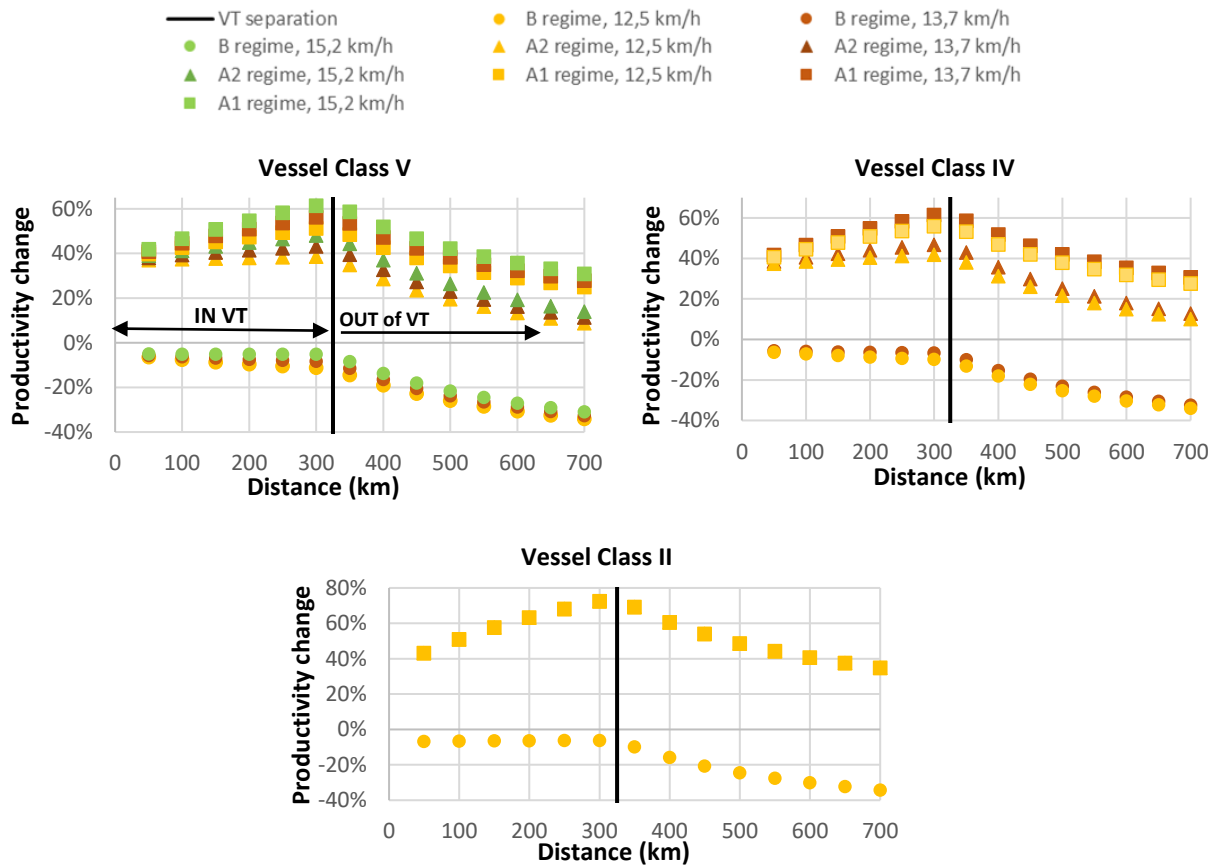 VT separation B regime, 12,5 km/h B regime, 13,7 km/h
B regime, 15,2 km/h A2 regime, 12,5 km/h A2 regime, 13,7 km/h
A2 regime, 15,2 km/h A1 regime, 12,5 km/h A1 regime, 13,7 km/h
A1 regime, 15,2 km/h
Vessel Class V
Productivity change
60%
40%
20%
0%
-20%
-40%
IN VT OUT of VT
0 100 200 300 400 500 600 700
Distance (km)
Vessel Class IV
Productivity change
60%
40%
20%
0%
-20%
-40%
0 100 200 300 400 500 600 700
Distance (km)
Vessel Class II
Productivity change
80%
60%
40%
20%
0%
-20%
-40%
0 100 200 300 400 500 600 700
Distance (km)